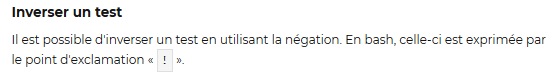 Inverser un test
Il est possible d'inverser un test en utilisant la négation. En bash, celle-ci est exprimée par
le point d'exclamation « ! ».